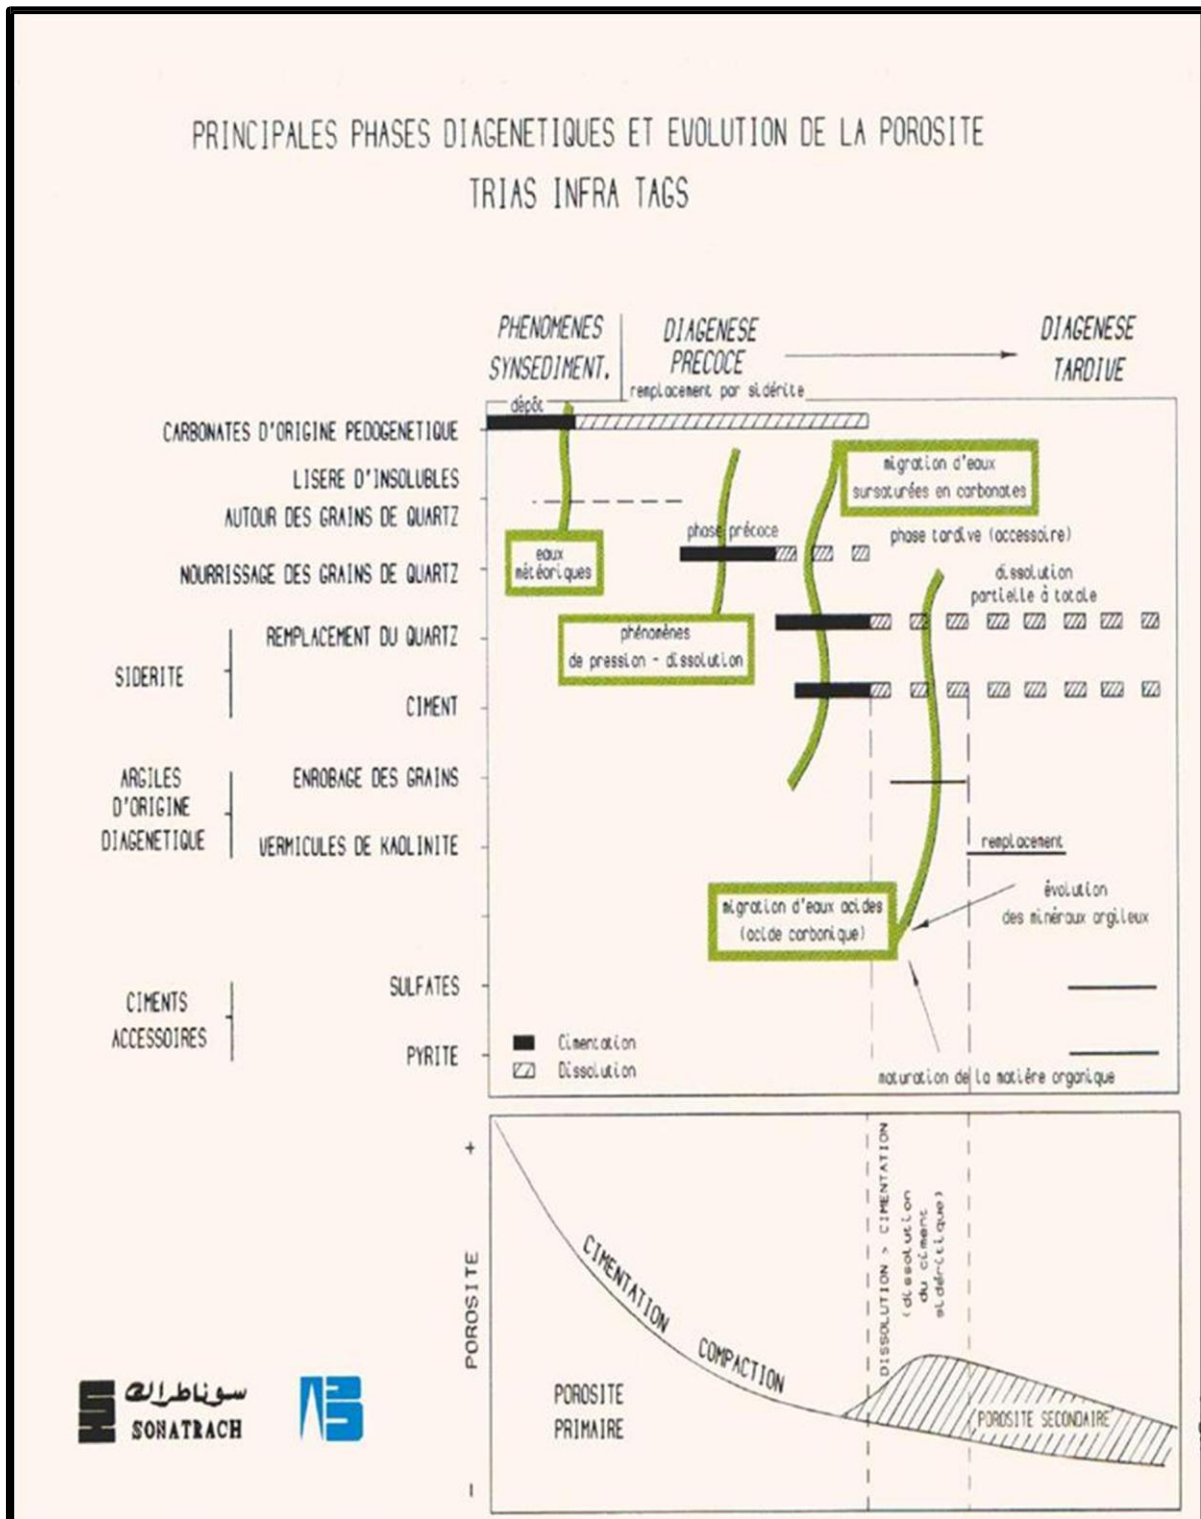 PRINCIPALES PHASES DIAGENETIQUES ET EVOLUTION DE LA POROSITE
TRIAS INFRA TAGS
PHENOMENES
SYNSEDIMENT.
DIAGENESE
PRECOCE
DIAGENESE
TARDIVE
dépôt
remplacement par sidérite
CARBONATES D'ORIGINE PEDOGENETIQUE
LISERE D'INSOLUBLES
AUTOUR DES GRAINS DE QUARTZ
NOURRISSAGE DES GRAINS DE QUARTZ
SIDERITE
REMPLACEMENT DU QUARTZ
CIMENT
ARGILES
D'ORIGINE
DIAGENETIQUE
ENROBAGE DES GRAINS
VERMICULES DE KAOLINITE
CIMENTS
ACCESSOIRES
SULFATES
PYRITE
migration d'eaux
sursaturées en carbonates
phase précoce
phase tardive (accessoire)
eaux
météoriques
dissolution
partielle à totale
phénomènes
de pression - dissolution
remplacement
migration d'eaux acides
(acide carbonique)
évolution
des minéraux argileux
Cimentation
Dissolution
maturation de la matière organique
+
POROSITE
−
CIMENTATION
COMPACTION
POROSITE
PRIMAIRE
DISSOLUTION > CIMENTATION
(dissolution
du ciment
sidéritique)
POROSITE SECONDAIRE
سوناطراك
SONATRACH